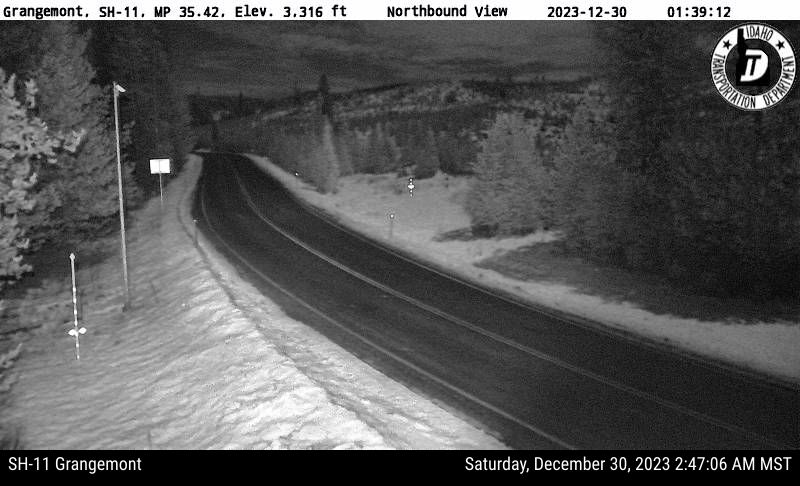 Grangemont, SH-11, MP 35.42, Elev. 3,316 ft Northbound View 2023-12-30 01:39:12
IDAHO
TRANSPORTATION DEPARTMENT
SH-11 Grangemont Saturday, December 30, 2023 2:47:06 AM MST